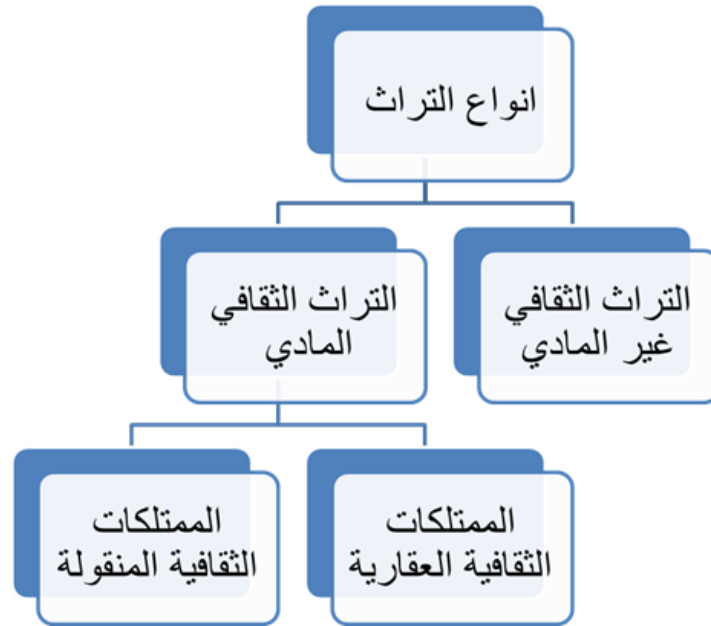 انواع التراث
التراث الثقافي
غير المادي
التراث الثقافي
المادي
الممتلكات
الثقافية العقارية
الممتلكات
الثقافية المنقولة